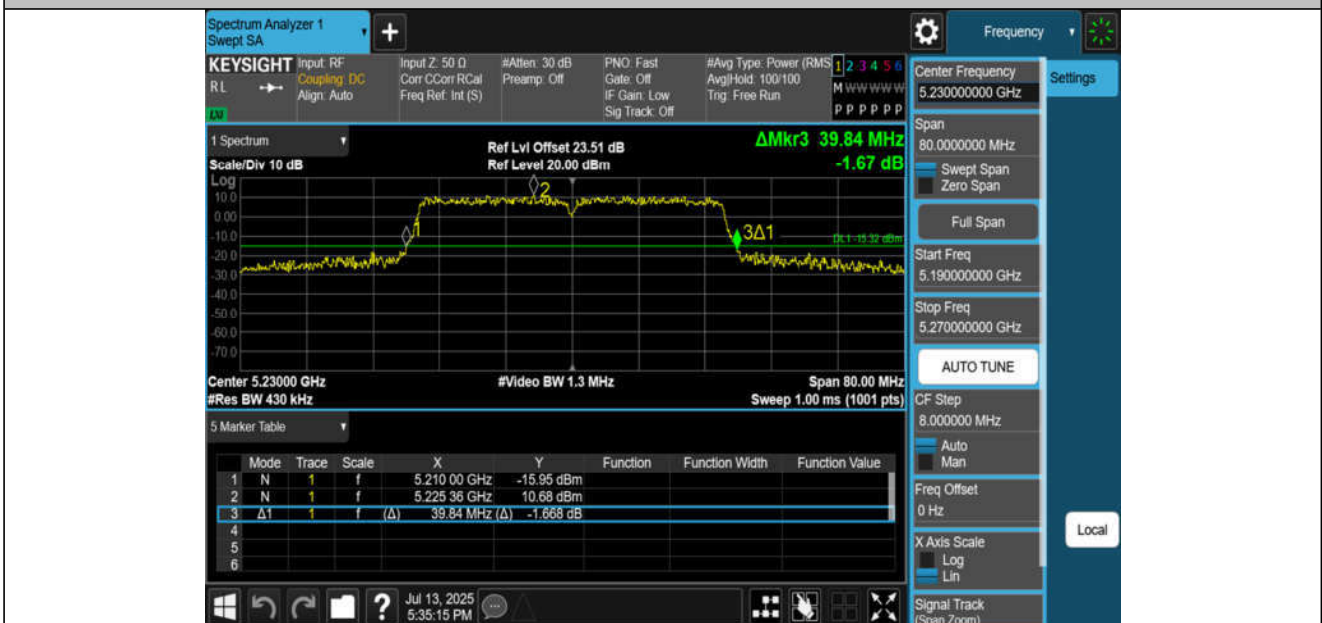 Spectrum Analyzer 1
Swept SA
+
Frequency
KEYSIGHT
RL
LU
Input: RF
Coupling: DC
Align: Auto
Input Z: 50 Ω
Corr CCorr RCal
Freq Ref: Int (S)
#Atten: 30 dB
Preamp: Off
PNO: Fast
Gate: Off
IF Gain: Low
Sig Track: Off
#Avg Type: Power (RMS
Avg|Hold: 100/100
Trig: Free Run
1 2 3 4 5 6
M W W W W W
P P P P P P
1 Spectrum
Scale/Div 10 dB
Ref Lvl Offset 23.51 dB
Ref Level 20.00 dBm
ΔMkr3 39.84 MHz
-1.67 dB
Log
10.0
0.00
-10.0
-20.0
-30.0
-40.0
-50.0
-60.0
-70.0
2
1
3Δ1
DL1 -15.32 dBm
Center 5.23000 GHz
#Res BW 430 kHz
#Video BW 1.3 MHz
Span 80.00 MHz
Sweep 1.00 ms (1001 pts)
5 Marker Table
Mode Trace Scale X Y Function Function Width Function Value
1 N 1 f 5.210 00 GHz -15.95 dBm
2 N 1 f 5.225 36 GHz 10.68 dBm
3 Δ1 1 f (Δ) 39.84 MHz (Δ) -1.668 dB
4
5
6
Jul 13, 2025
5:35:15 PM
?
Center Frequency
5.230000000 GHz
Span
80.0000000 MHz
Swept Span
Zero Span
Full Span
Start Freq
5.190000000 GHz
Stop Freq
5.270000000 GHz
AUTO TUNE
CF Step
8.000000 MHz
Auto
Man
Freq Offset
0 Hz
X Axis Scale
Log
Lin
Signal Track
(Span Zoom)
Settings
Local